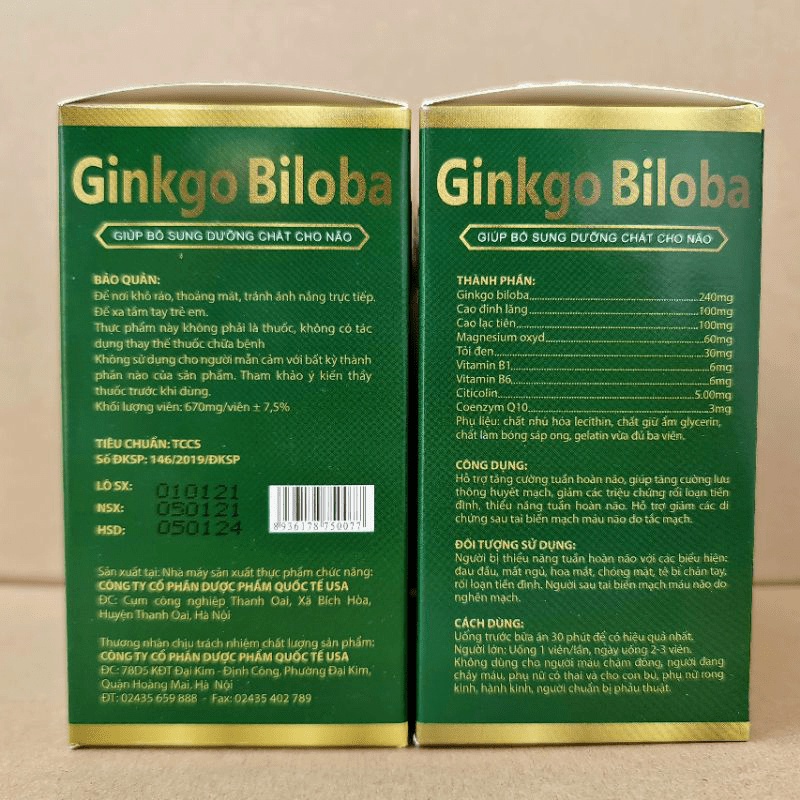 Ginkgo Biloba
GIÚP BỔ SUNG DƯỠNG CHẤT CHO NÃO
BẢO QUẢN:
Để nơi khô ráo, thoáng mát, tránh ánh nắng trực tiếp.
Để xa tầm tay trẻ em.
Thực phẩm này không phải là thuốc, không có tác
dụng thay thế thuốc chữa bệnh
Không sử dụng cho người mẫn cảm với bất kỳ thành
phần nào của sản phẩm. Tham khảo ý kiến thầy
thuốc trước khi dùng.
Khối lượng viên: 670mg/viên ± 7,5%
TIÊU CHUẨN: TCCS
Số ĐKSP: 146/2019/ĐKSP
LÔ SX: 010121
NSX: 050121
HSD: 050124
8936178750077
Sản xuất tại: Nhà máy sản xuất thực phẩm chức năng:
CÔNG TY CỔ PHẦN DƯỢC PHẨM QUỐC TẾ USA
ĐC: Cụm công nghiệp Thanh Oai, Xã Bích Hòa,
Huyện Thanh Oai, Hà Nội
Thương nhân chịu trách nhiệm chất lượng sản phẩm:
CÔNG TY CỔ PHẦN DƯỢC PHẨM QUỐC TẾ USA
ĐC: 78D5 KĐT Đại Kim - Định Công, Phường Đại Kim,
Quận Hoàng Mai, Hà Nội
ĐT: 02435 659 888 - Fax: 02435 402 789
Ginkgo Biloba
GIÚP BỔ SUNG DƯỠNG CHẤT CHO NÃO
THÀNH PHẦN:
Ginkgo biloba 240mg
Cao đinh lăng 100mg
Cao lạc tiên 100mg
Magnesium oxyd 60mg
Tỏi đen 30mg
Vitamin B1 6mg
Vitamin B6 6mg
Citicolin 5.00mg
Coenzym Q10 3mg
Phụ liệu: chất nhũ hóa lecithin, chất giữ ẩm glycerin,
chất làm bóng sáp ong, gelatin vừa đủ ba viên.
CÔNG DỤNG:
Hỗ trợ tăng cường tuần hoàn não, giúp tăng cường lưu
thông huyết mạch, giảm các triệu chứng rối loạn tiền
đình, thiểu năng tuần hoàn não. Hỗ trợ giảm các di
chứng sau tai biến mạch máu não do tắc mạch.
ĐỐI TƯỢNG SỬ DỤNG:
Người bị thiểu năng tuần hoàn não với các biểu hiện:
đau đầu, mất ngủ, hoa mắt, chóng mặt, tê bì chân tay,
rối loạn tiền đình. Người sau tai biến mạch máu não do
nghẽn mạch.
CÁCH DÙNG:
Uống trước bữa ăn 30 phút để có hiệu quả nhất.
Người lớn: Uống 1 viên/lần, ngày uống 2-3 viên.
Không dùng cho người máu chậm đông, người đang
chảy máu, phụ nữ có thai và cho con bú, phụ nữ rong
kinh, hành kinh, người chuẩn bị phẫu thuật.